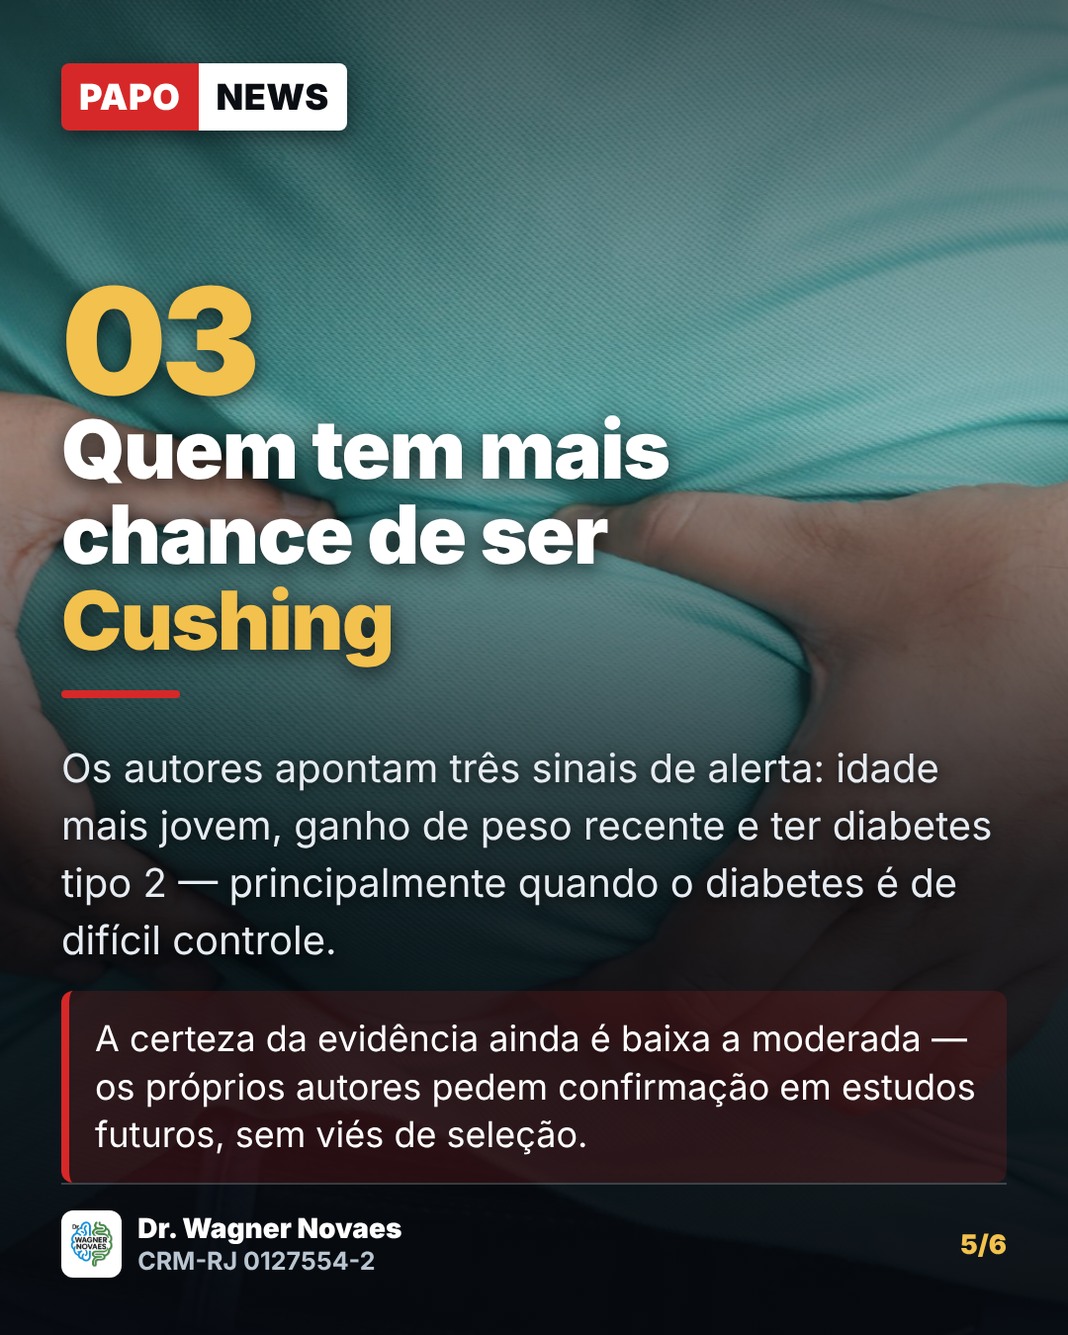 PAPO NEWS
03
Quem tem mais
chance de ser
Cushing
Os autores apontam três sinais de alerta: idade
mais jovem, ganho de peso recente e ter diabetes
tipo 2 — principalmente quando o diabetes é de
difícil controle.
A certeza da evidência ainda é baixa a moderada —
os próprios autores pedem confirmação em estudos
futuros, sem viés de seleção.
Dr.
WAGNER
NOVAES
Dr. Wagner Novaes
CRM-RJ 0127554-2
5/6